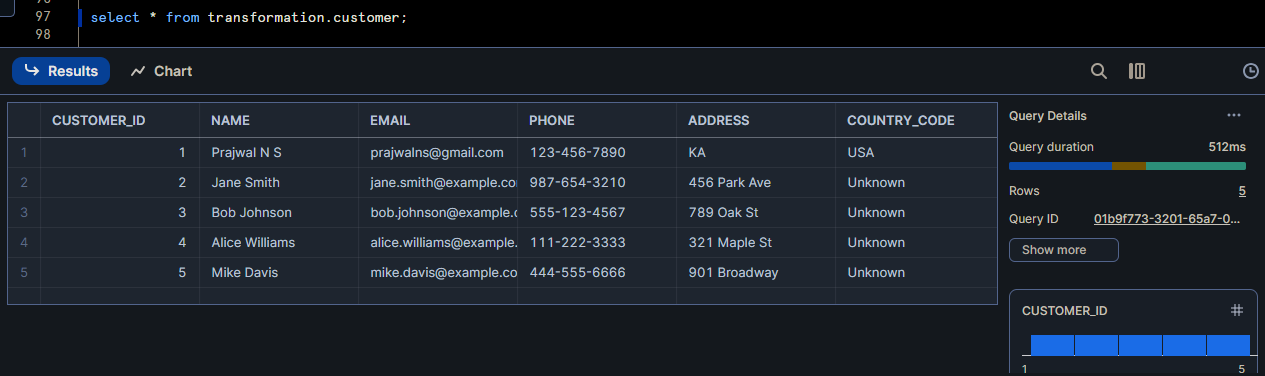 97 select * from transformation.customer;
98
Results Chart
CUSTOMER_ID NAME EMAIL PHONE ADDRESS COUNTRY_CODE
1 1 Prajwal N S prajwalns@gmail.com 123-456-7890 KA USA
2 2 Jane Smith jane.smith@example.co 987-654-3210 456 Park Ave Unknown
3 3 Bob Johnson bob.johnson@example.c 555-123-4567 789 Oak St Unknown
4 4 Alice Williams alice.williams@example. 111-222-3333 321 Maple St Unknown
5 5 Mike Davis mike.davis@example.co 444-555-6666 901 Broadway Unknown
Query Details ...
Query duration 512ms
Rows 5
Query ID 01b9f773-3201-65a7-0...
Show more
CUSTOMER_ID #
1 5